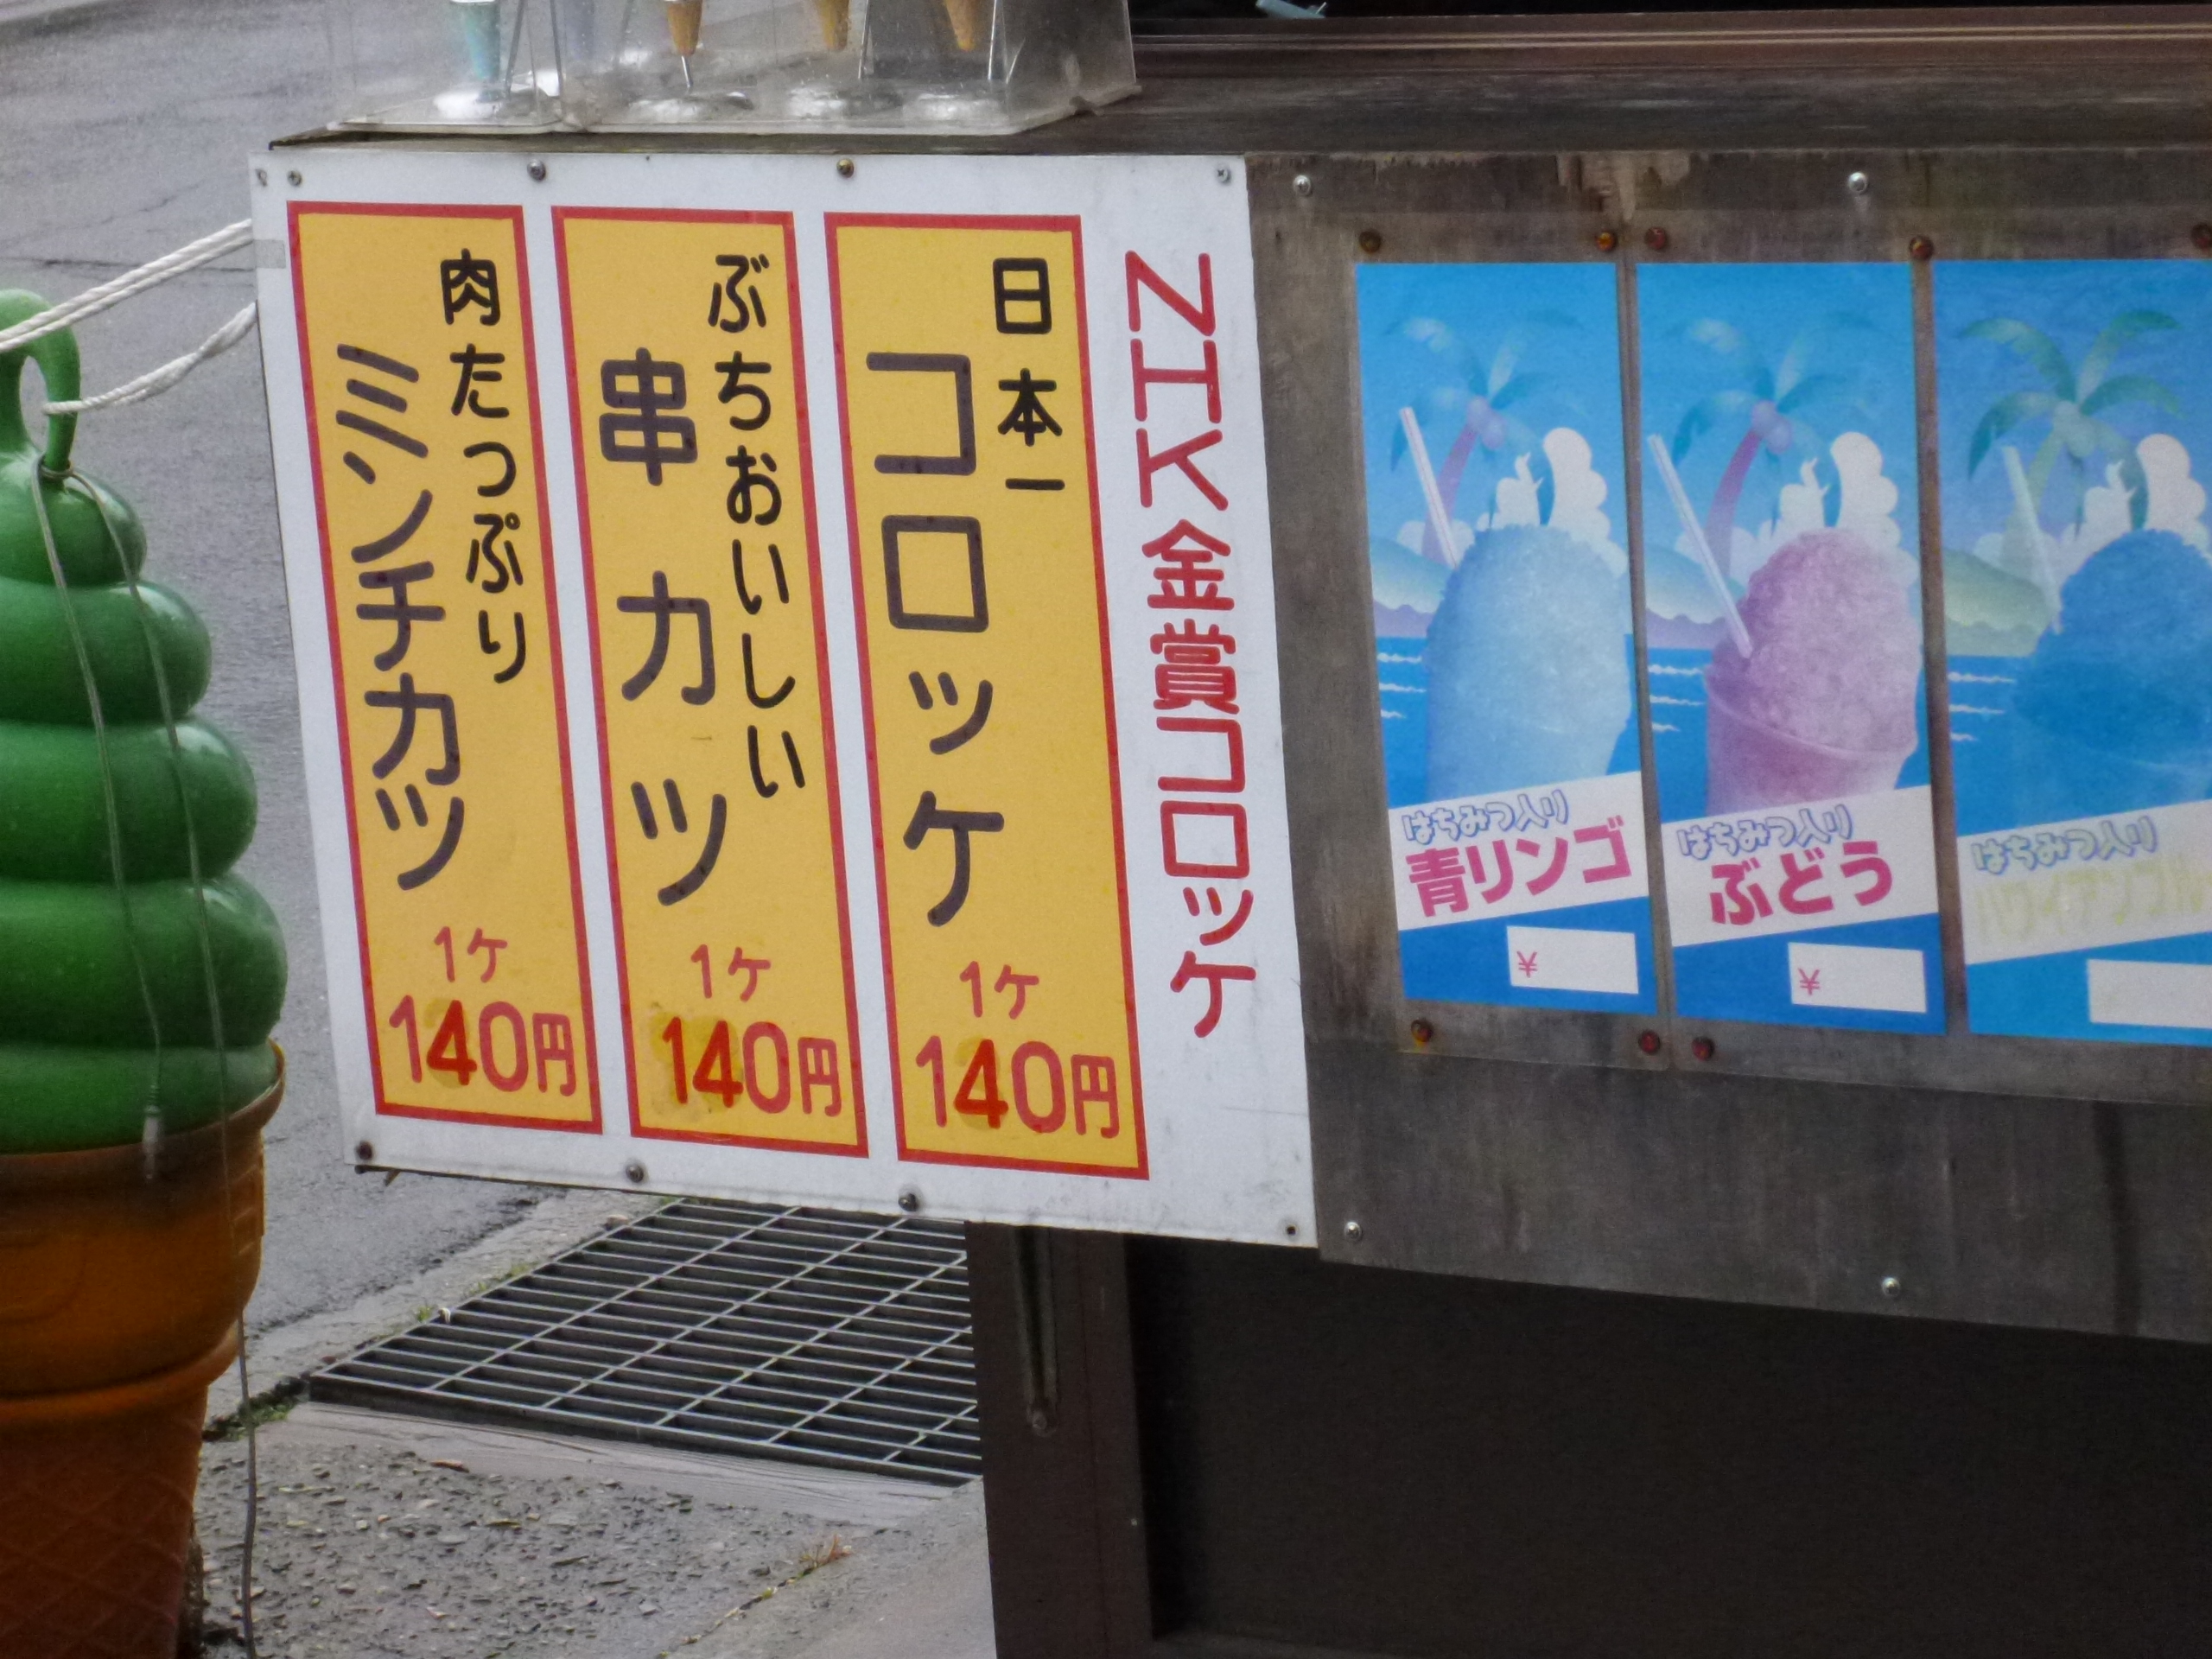 NHK金賞コロッケ
日本一
コロッケ
1ヶ
140円
ぶちおいしい
串カツ
1ヶ
140円
肉たっぷり
ミンチカツ
1ヶ
140円
はちみつ入り
青リンゴ
¥
はちみつ入り
ぶどう
¥
はちみつ入り